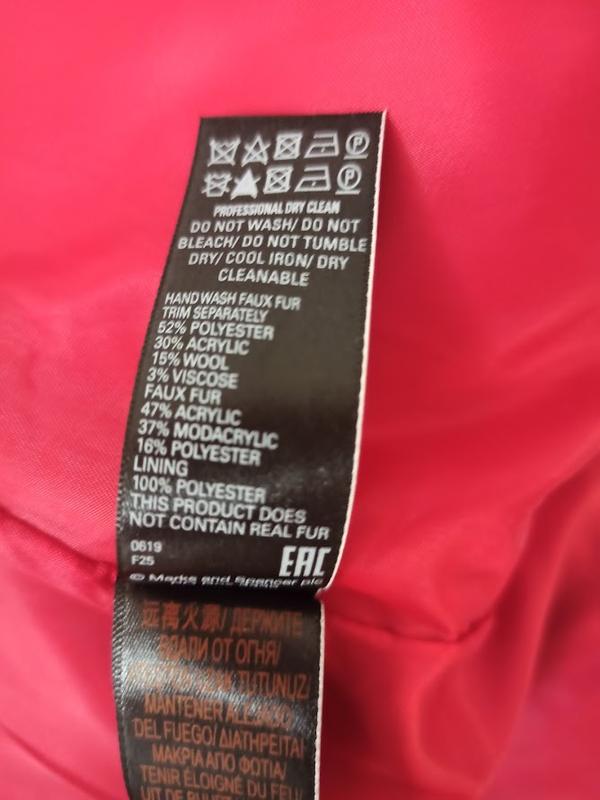 PROFESSIONAL DRY CLEAN
DO NOT WASH/ DO NOT
BLEACH/ DO NOT TUMBLE
DRY/ COOL IRON/ DRY
CLEANABLE
HAND WASH FAUX FUR
TRIM SEPARATELY
52% POLYESTER
30% ACRYLIC
15% WOOL
3% VISCOSE
FAUX FUR
47% ACRYLIC
37% MODACRYLIC
16% POLYESTER
LINING
100% POLYESTER
THIS PRODUCT DOES
NOT CONTAIN REAL FUR
0619
F25
EAC
© Marks and Spencer plc
远离火源/ ДЕРЖИТЕ
ВДАЛИ ОТ ОГНЯ/
TUTUNUZ
MANTENER ALEJADO
DEL FUEGO/ ΔΙΑΤΗΡΕΙΤΑΙ
ΜΑΚΡΙΑ ΑΠΟ ΦΩΤΙΑ/
TENIR ÉLOIGNÉ DU FEU/